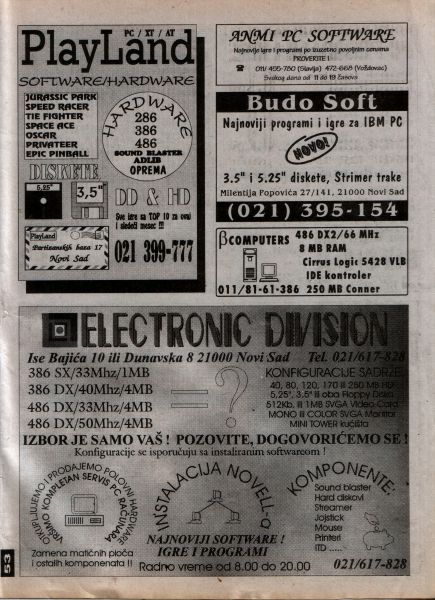 PC / XT / AT
PlayLand
SOFTWARE/HARDWARE
JURASSIC PARK
SPEED RACER
TIE FIGHTER
SPACE ACE
OSCAR
PRIVATEER
EPIC PINBALL
HARDWARE
286
386
486
SOUND BLASTER
ADLIB
OPREMA
DISKETE
5,25"
3,5"
DD & HD
Sve igre sa TOP 10 za ovaj
i sledeći mesec !!!
PlayLand
Partizanskih baza 17
Novi Sad
021 399-777
ANMI PC SOFTWARE
Najnovije igre i programi po izuzetno povoljnim cenama
PROVERITE !
011/ 455-780 (Slavija) 472-668 (Voždovac)
Svakog dana od 11 do 19 časova
Budo Soft
Najnoviji programi i igre za IBM PC
NOVO!
3.5" i 5.25" diskete, Strimer trake
Milentija Popovića 27/141, 21000 Novi Sad
(021) 395-154
βCOMPUTERS
486 DX2/66 MHz
8 MB RAM
Cirrus Logic 5428 VLB
IDE kontroler
011/81-61-386 250 MB Conner
ELECTRONIC DIVISION
Ise Bajića 10 ili Dunavska 8 21000 Novi Sad Tel. 021/617-828
386 SX/33Mhz/1MB
386 DX/40Mhz/4MB
486 DX/33Mhz/4MB
486 DX/50Mhz/4MB
= ?
KONFIGURACIJE SADRŽE:
40, 80, 120, 170 ili 250 MB HD
5,25", 3.5" ili oba Floppy Diska
512Kb, ili 1MB SVGA Video Card
MONO ili COLOR SVGA Monitor
MINI TOWER kućišta
IZBOR JE SAMO VAŠ ! POZOVITE, DOGOVORIĆEMO SE !
Konfiguracije se isporučuju sa instaliranim softwareom !
OTKUPLJUJEMO I PRODAJEMO POLOVNI HARDWARE
VRŠIMO KOMPLETAN SERVIS PC RAČUNARA
Zamena matičnih ploča
i ostalih komponenata !!
INSTALACIJA NOVELL-a
NAJNOVIJI SOFTWARE !
IGRE I PROGRAMI
Radno vreme od 8.00 do 20.00
KOMPONENTE:
Sound blaster
Hard diskovi
Streamer
Jojstick
Mouse
Printeri
ITD .....
021/617-828
53